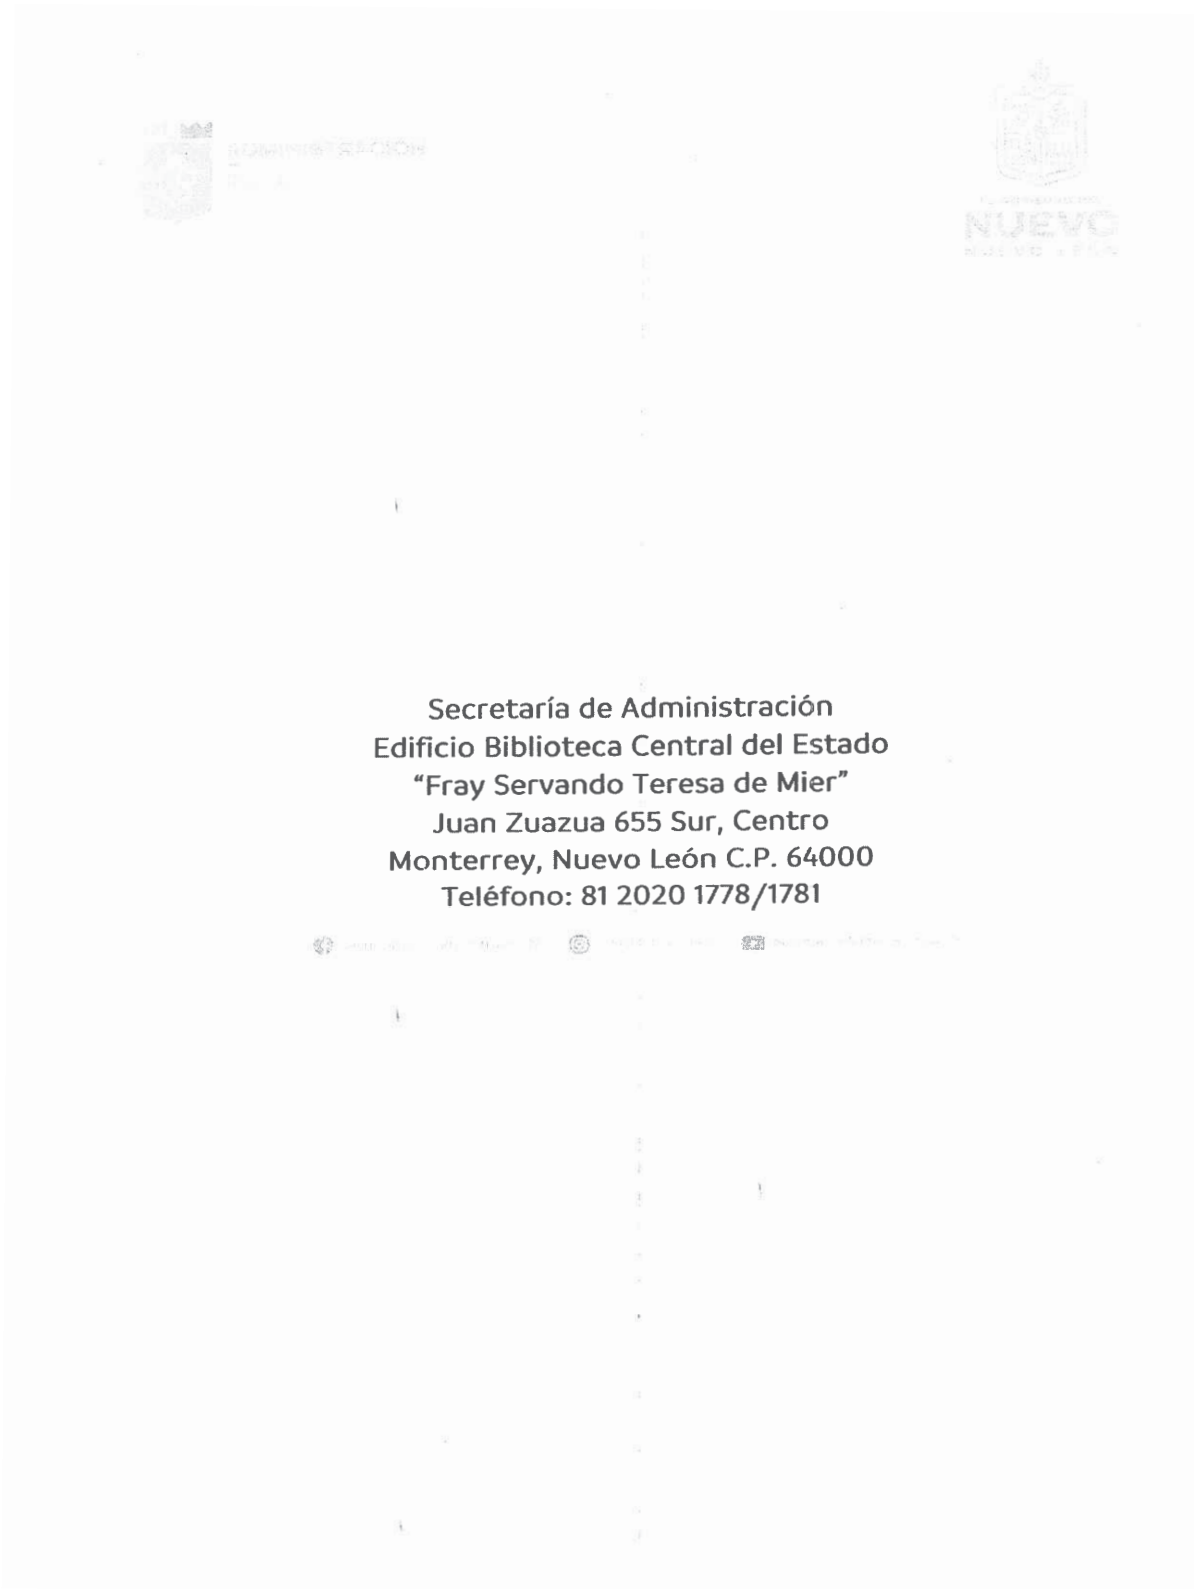 NUEVO
Secretaría de Administración
Edificio Biblioteca Central del Estado
“Fray Servando Teresa de Mier”
Juan Zuazua 655 Sur, Centro
Monterrey, Nuevo León C.P. 64000
Teléfono: 81 2020 1778/1781